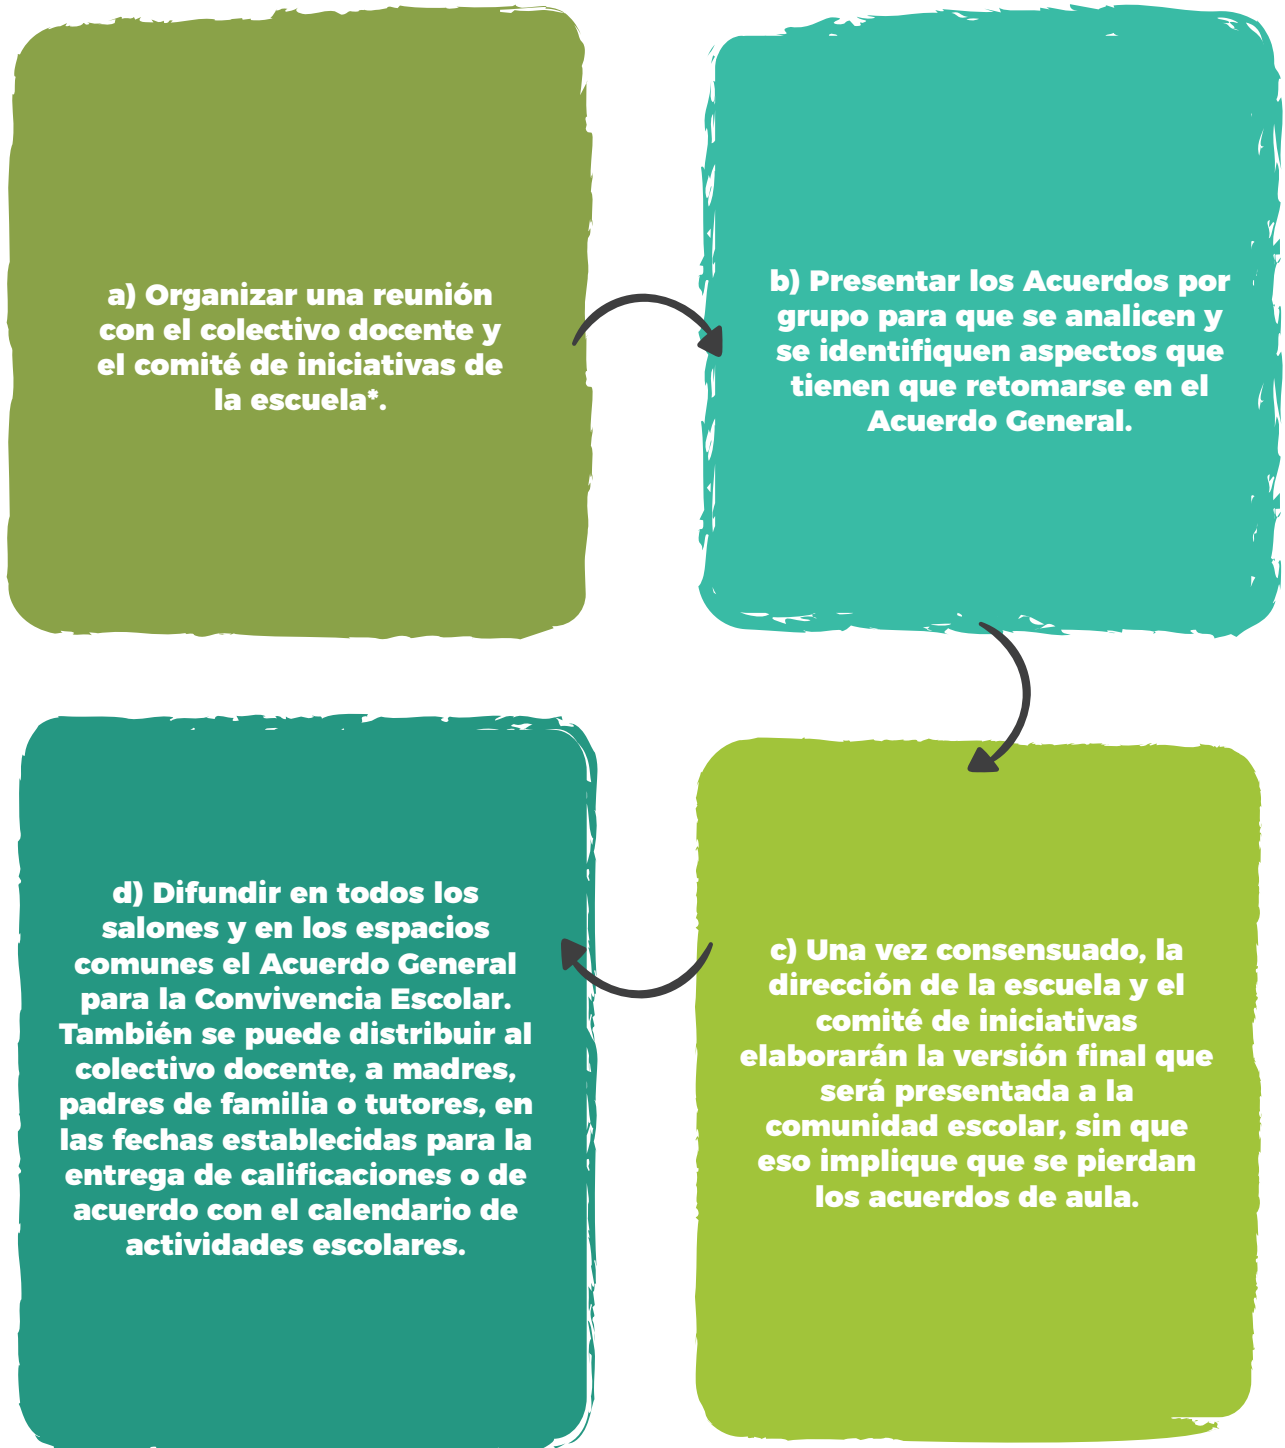 a) Organizar una reunión
con el colectivo docente y
el comité de iniciativas de
la escuela*.
b) Presentar los Acuerdos por
grupo para que se analicen y
se identifiquen aspectos que
tienen que retomarse en el
Acuerdo General.
c) Una vez consensuado, la
dirección de la escuela y el
comité de iniciativas
elaborarán la versión final que
será presentada a la
comunidad escolar, sin que
eso implique que se pierdan
los acuerdos de aula.
d) Difundir en todos los
salones y en los espacios
comunes el Acuerdo General
para la Convivencia Escolar.
También se puede distribuir al
colectivo docente, a madres,
padres de familia o tutores, en
las fechas establecidas para la
entrega de calificaciones o de
acuerdo con el calendario de
actividades escolares.